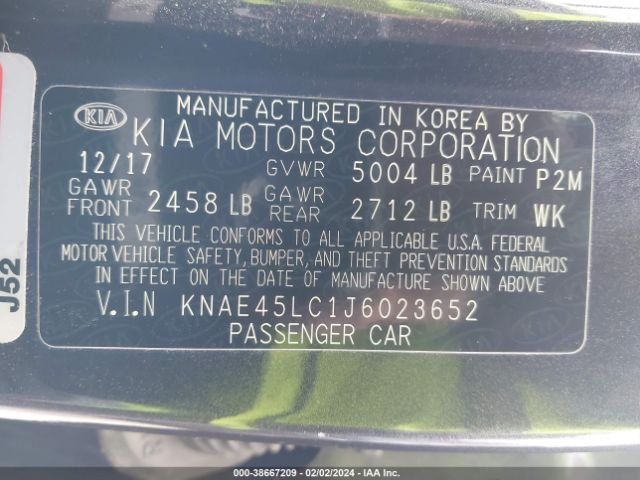 KIA
MANUFACTURED IN KOREA BY
KIA MOTORS CORPORATION
12/17 GVWR 5004 LB PAINT P2M
GAWR FRONT 2458 LB GAWR REAR 2712 LB TRIM WK
THIS VEHICLE CONFORMS TO ALL APPLICABLE U.S.A. FEDERAL
MOTOR VEHICLE SAFETY, BUMPER, AND THEFT PREVENTION STANDARDS
IN EFFECT ON THE DATE OF MANUFACTURE SHOWN ABOVE
V.I.N KNAE45LC1J6023652
PASSENGER CAR
J52
000-38667209 - 02/02/2024 - IAA Inc.